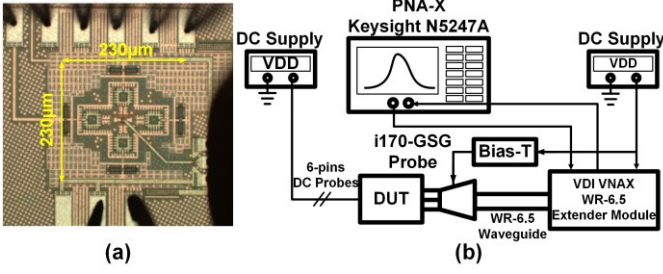 230µm
230µm
(a)
PNA-X
Keysight N5247A
DC Supply
VDD
DC Supply
VDD
i170-GSG
Probe
Bias-T
6-pins
DC Probes
DUT
WR-6.5
Waveguide
VDI VNAX
WR-6.5
Extender Module
(b)